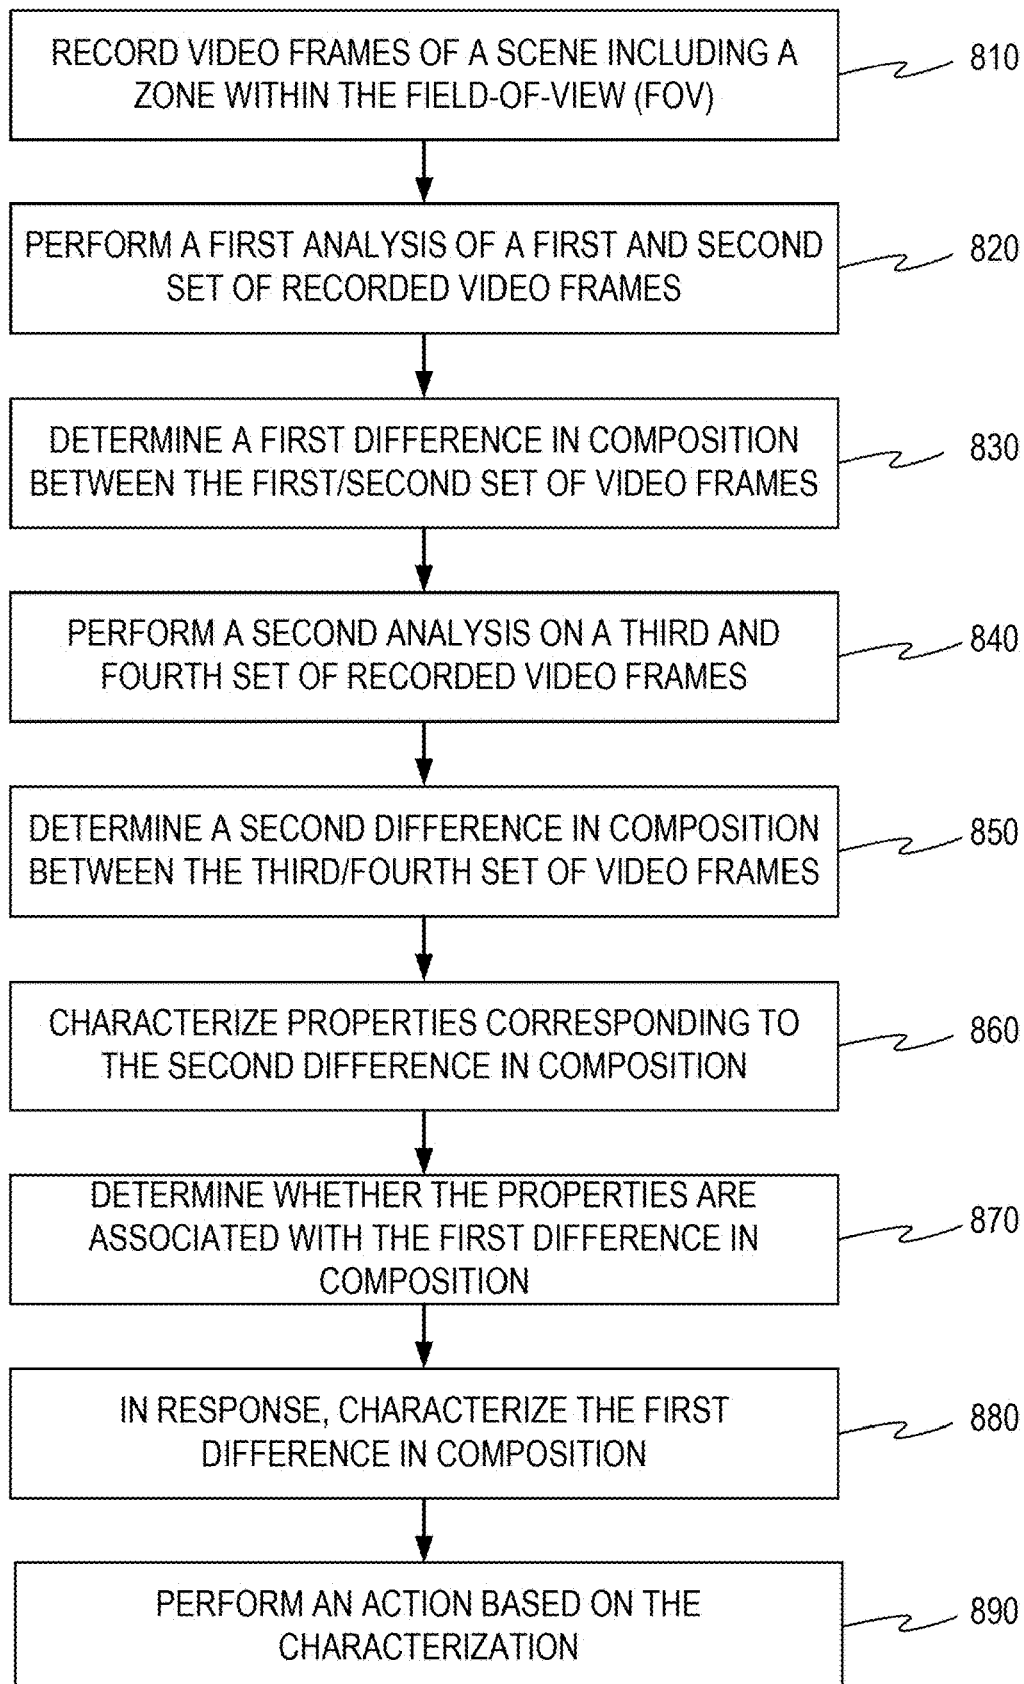 RECORD VIDEO FRAMES OF A SCENE INCLUDING A
ZONE WITHIN THE FIELD-OF-VIEW (FOV)
810
PERFORM A FIRST ANALYSIS OF A FIRST AND SECOND
SET OF RECORDED VIDEO FRAMES
820
DETERMINE A FIRST DIFFERENCE IN COMPOSITION
BETWEEN THE FIRST/SECOND SET OF VIDEO FRAMES
830
PERFORM A SECOND ANALYSIS ON A THIRD AND
FOURTH SET OF RECORDED VIDEO FRAMES
840
DETERMINE A SECOND DIFFERENCE IN COMPOSITION
BETWEEN THE THIRD/FOURTH SET OF VIDEO FRAMES
850
CHARACTERIZE PROPERTIES CORRESPONDING TO
THE SECOND DIFFERENCE IN COMPOSITION
860
DETERMINE WHETHER THE PROPERTIES ARE
ASSOCIATED WITH THE FIRST DIFFERENCE IN
COMPOSITION
870
IN RESPONSE, CHARACTERIZE THE FIRST
DIFFERENCE IN COMPOSITION
880
PERFORM AN ACTION BASED ON THE
CHARACTERIZATION
890